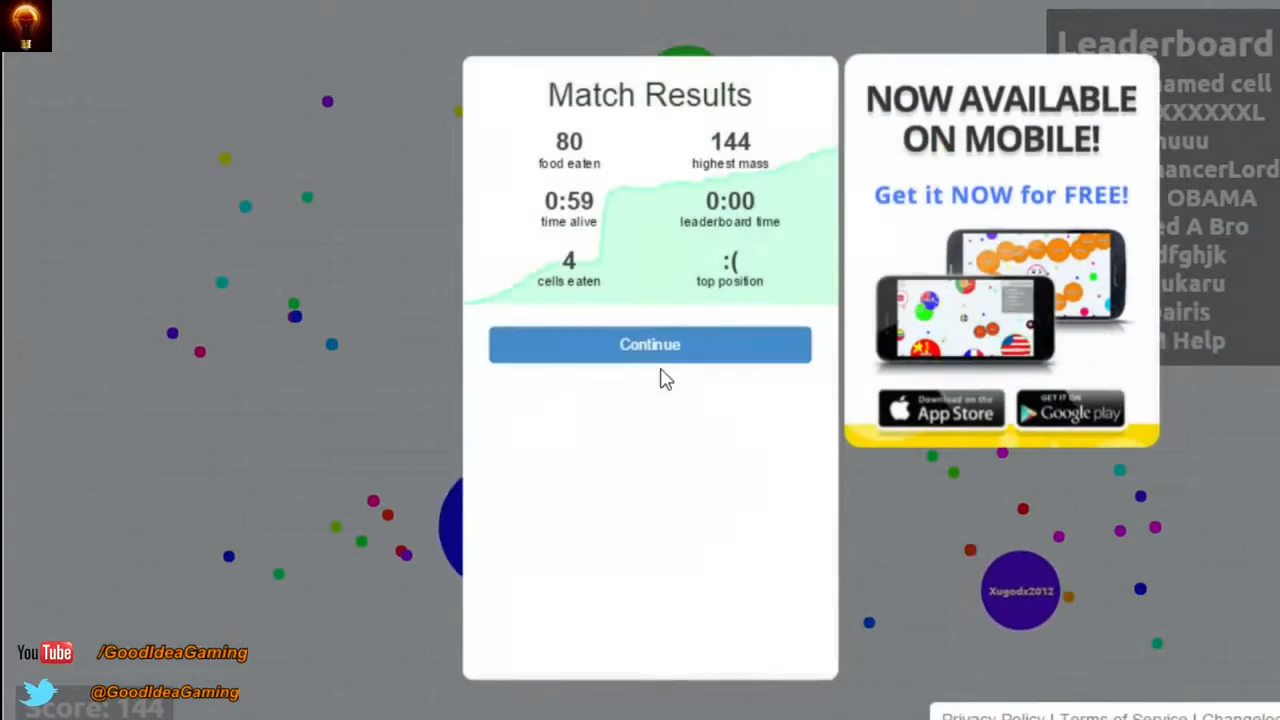 Match Results
80
food eaten
144
highest mass
0:59
time alive
0:00
leaderboard time
4
cells eaten
:(
top position
Continue
NOW AVAILABLE
ON MOBILE!
Get it NOW for FREE!
Download on the
App Store
GET IT ON
Google play
Leaderboard
amed cell
XXXXXXL
nuuu
ancerLord
OBAMA
ed A Bro
dfghjk
ukaru
airis
Help
Xugodx2012
YouTube /GoodIdeaGaming
@GoodIdeaGaming
Score: 144
Privacy Policy | Terms of Service | Changelo